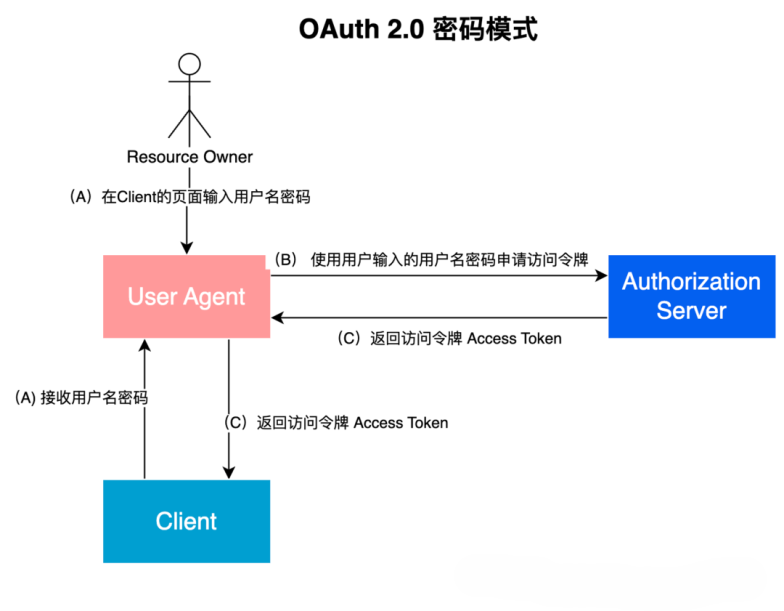 OAuth 2.0 密码模式
Resource Owner
（A）在Client的页面输入用户名密码
（B） 使用用户输入的用户名密码申请访问令牌
User Agent
Authorization
Server
（C）返回访问令牌 Access Token
（A) 接收用户名密码
（C）返回访问令牌 Access Token
Client